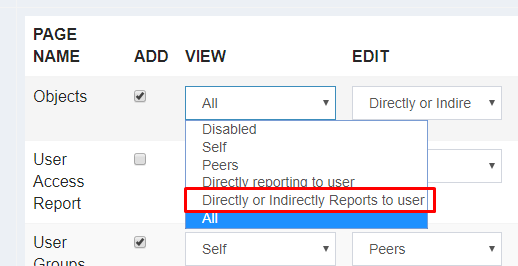 PAGE NAME ADD VIEW EDIT
Objects All Directly or Indire
Disabled
Self
Peers
Directly reporting to user
Directly or Indirectly Reports to user
All
User Access Report
User Groups Self Peers